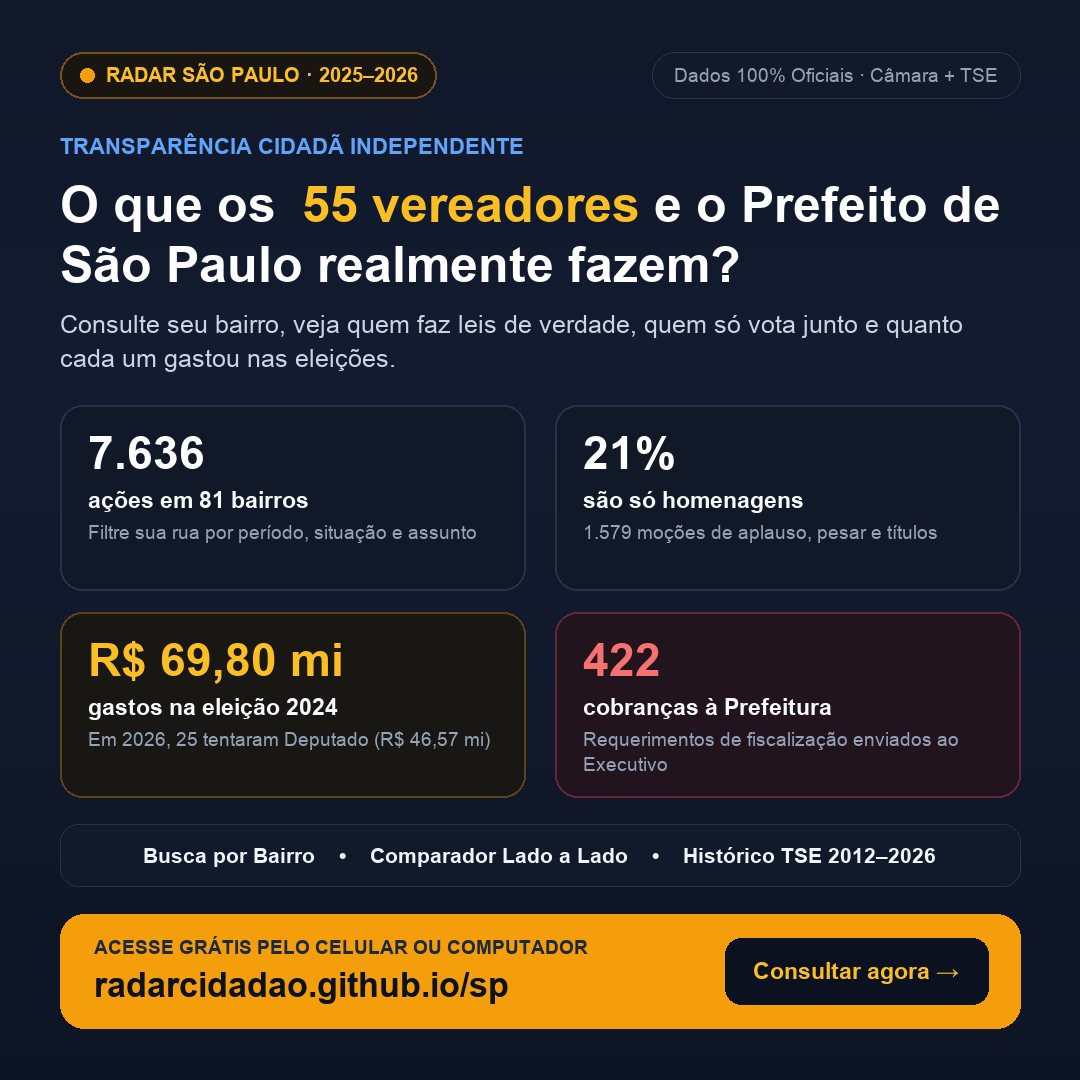 RADAR SÃO PAULO · 2025–2026
Dados 100% Oficiais · Câmara + TSE
TRANSPARÊNCIA CIDADÃ INDEPENDENTE
O que os 55 vereadores e o Prefeito de
São Paulo realmente fazem?
Consulte seu bairro, veja quem faz leis de verdade, quem só vota junto e quanto
cada um gastou nas eleições.
7.636
ações em 81 bairros
Filtre sua rua por período, situação e assunto
21%
são só homenagens
1.579 moções de aplauso, pesar e títulos
R$ 69,80 mi
gastos na eleição 2024
Em 2026, 25 tentaram Deputado (R$ 46,57 mi)
422
cobranças à Prefeitura
Requerimentos de fiscalização enviados ao
Executivo
Busca por Bairro • Comparador Lado a Lado • Histórico TSE 2012–2026
ACESSE GRÁTIS PELO CELULAR OU COMPUTADOR
radarcidadao.github.io/sp
Consultar agora →